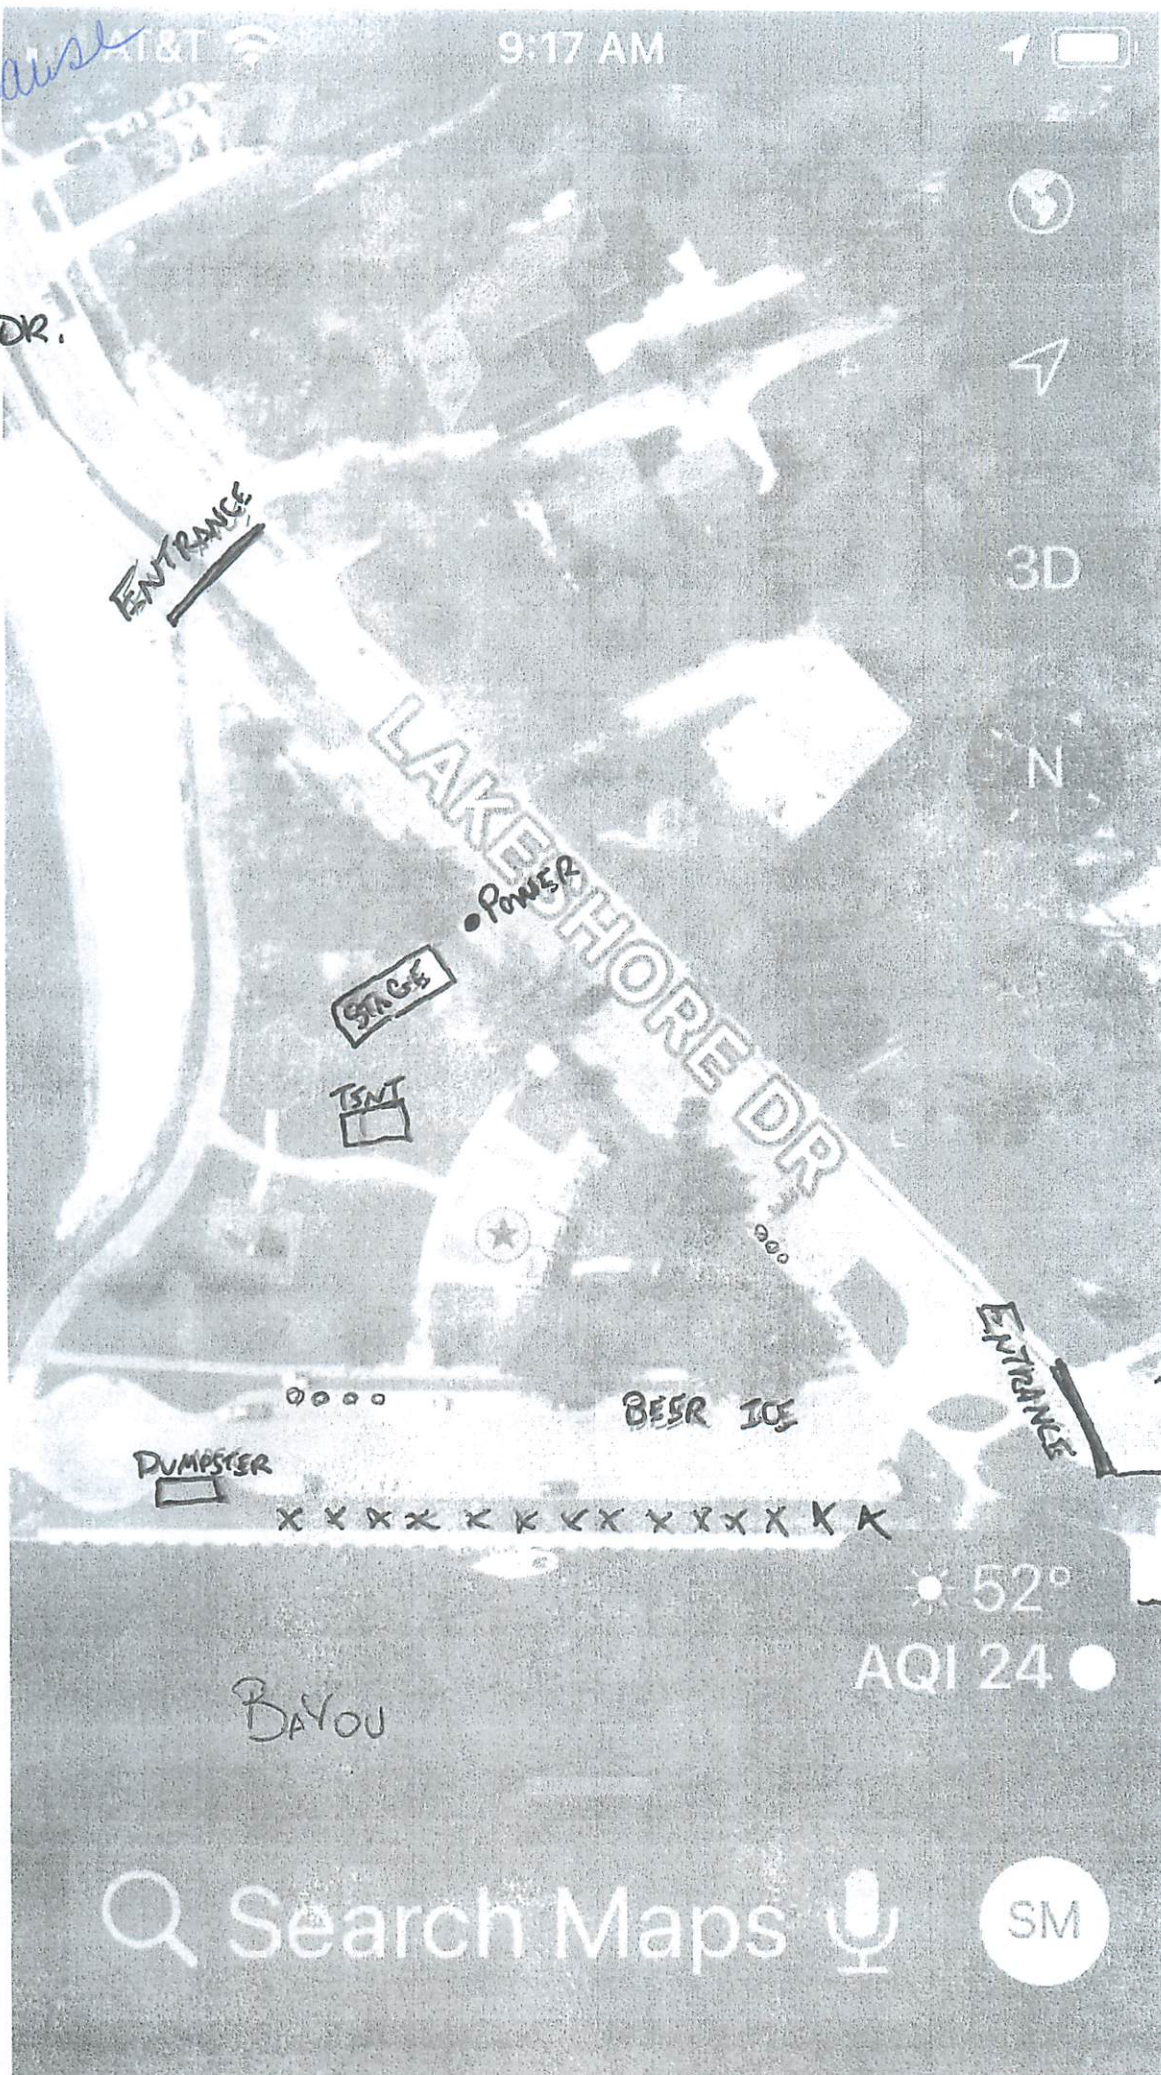 AT&T
9:17 AM
DR.
ENTRANCE
3D
N
LAKESHORE DR
POWER
STAGE
TENT
ENTRANCE
BEER ICE
DUMPSTER
X X X X X X X X X X X X X X
52°
AQI 24
BAYOU
Search Maps
SM